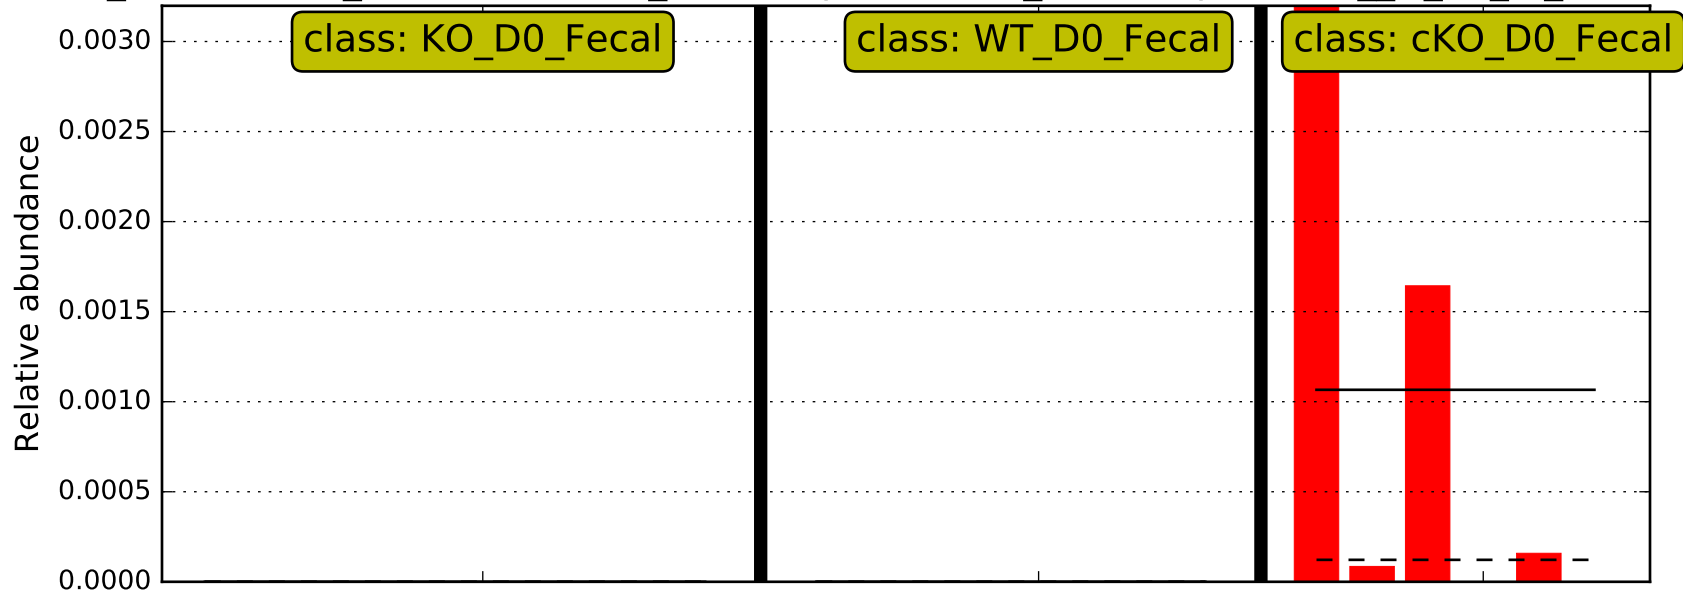 class: KO_D0_Fecal
class: WT_D0_Fecal
class: cKO_D0_Fecal
Relative abundance
0.0030
0.0025
0.0020
0.0015
0.0010
0.0005
0.0000